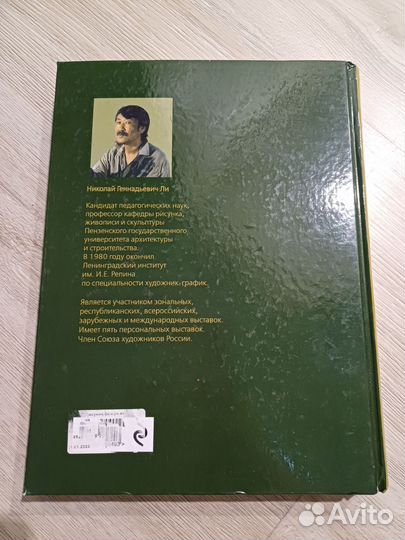 Николай Геннадьевич Ли
Кандидат педагогических наук,
профессор кафедры рисунка,
живописи и скульптуры
Пензенского государственного
университета архитектуры
и строительства.
В 1980 году окончил
Ленинградский институт
им. И.Е. Репина
по специальности художник-график.
Является участником зональных,
республиканских, всероссийских,
зарубежных и международных выставок.
Имеет пять персональных выставок.
Член Союза художников России.
Avito